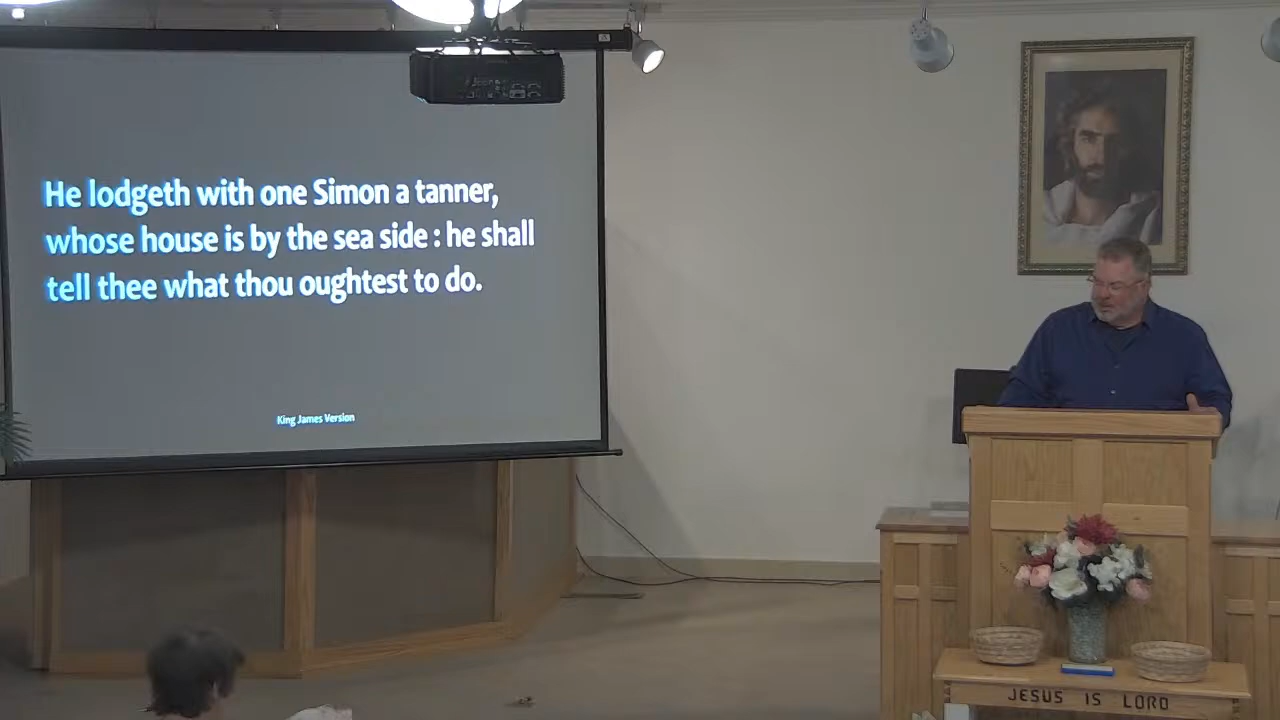 He lodgeth with one Simon a tanner,
whose house is by the sea side : he shall
tell thee what thou oughtest to do.
King James Version
JESUS IS LORD